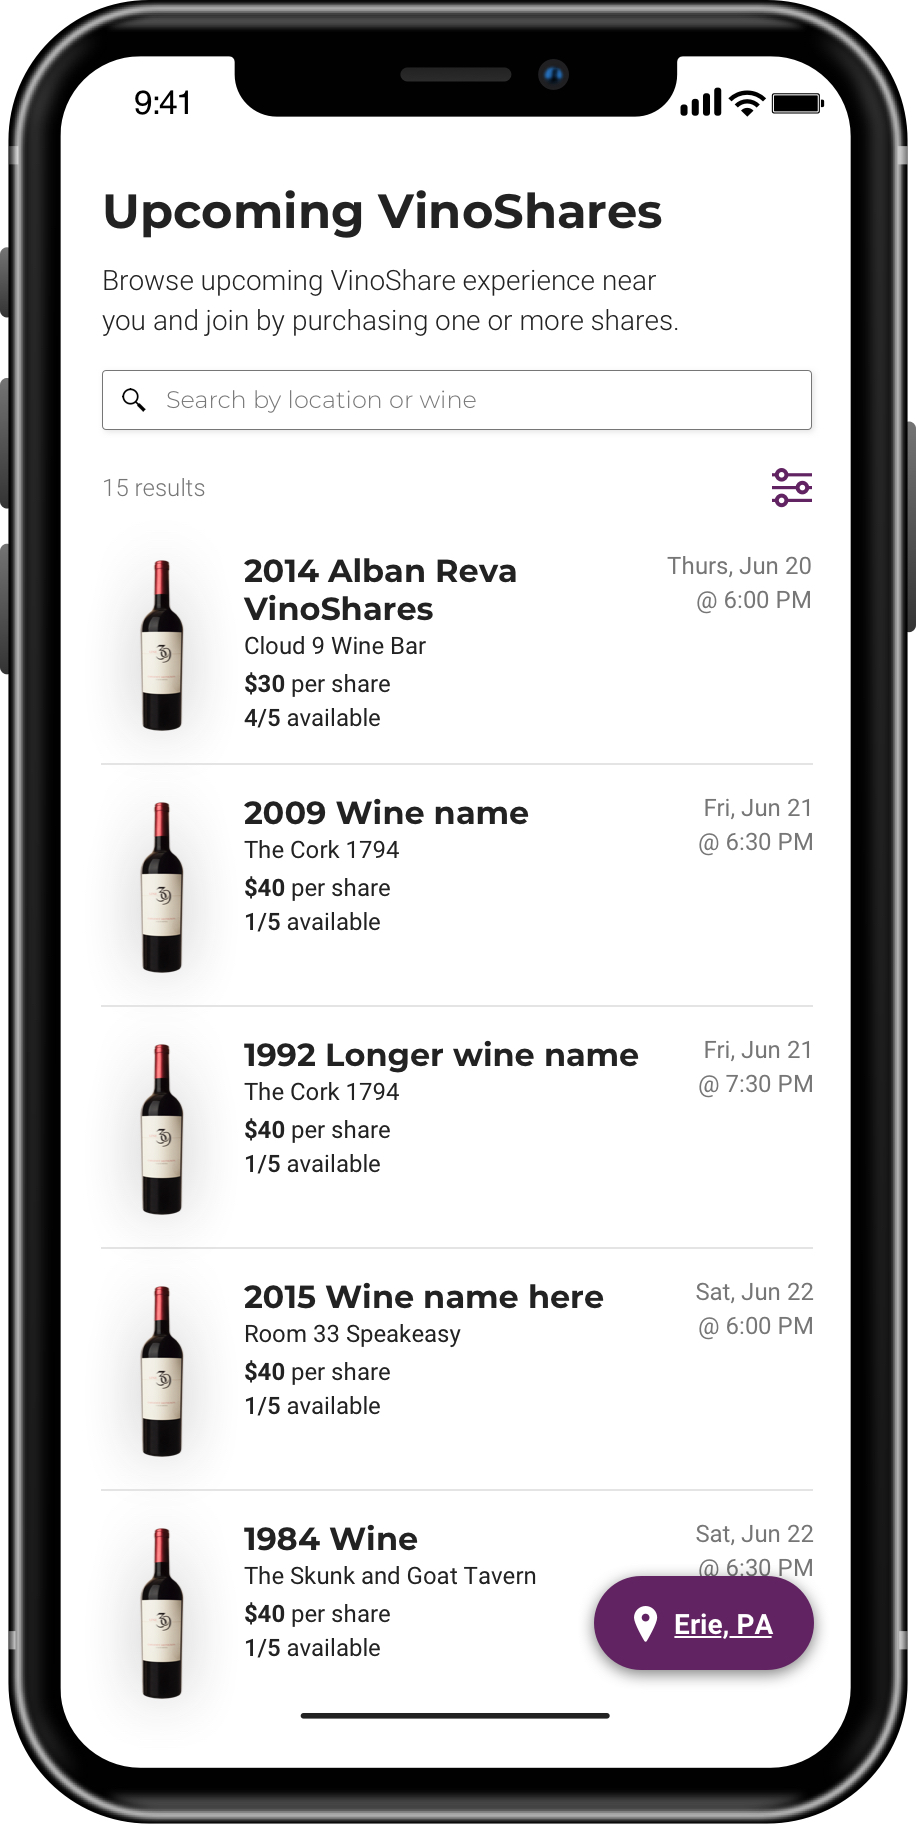 9:41
Upcoming VinoShares
Browse upcoming VinoShare experience near
you and join by purchasing one or more shares.
Search by location or wine
15 results
2014 Alban Reva
VinoShares
Cloud 9 Wine Bar
$30 per share
4/5 available
Thurs, Jun 20
@ 6:00 PM
2009 Wine name
The Cork 1794
$40 per share
1/5 available
Fri, Jun 21
@ 6:30 PM
1992 Longer wine name
The Cork 1794
$40 per share
1/5 available
Fri, Jun 21
@ 7:30 PM
2015 Wine name here
Room 33 Speakeasy
$40 per share
1/5 available
Sat, Jun 22
@ 6:00 PM
1984 Wine
The Skunk and Goat Tavern
$40 per share
1/5 available
Sat, Jun 22
@ 6:30 PM
Erie, PA